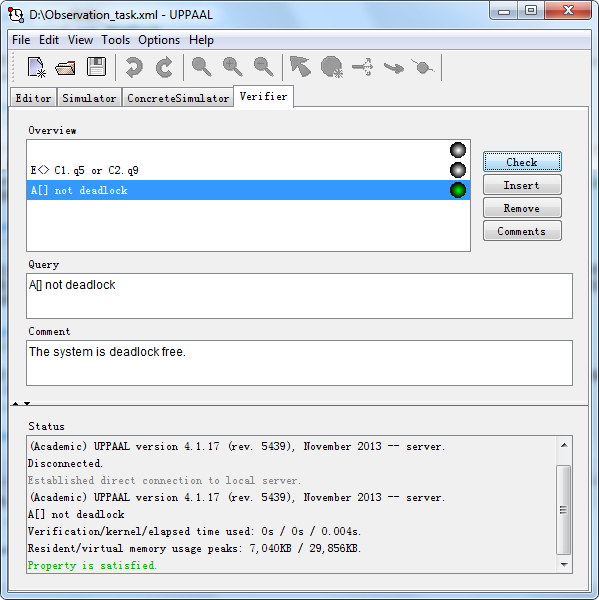 D:\Observation_task.xml - UPPAAL
File Edit View Tools Options Help
Editor Simulator ConcreteSimulator Verifier
Overview
E<> C1.q5 or C2.q9
A[] not deadlock
Check
Insert
Remove
Comments
Query
A[] not deadlock
Comment
The system is deadlock free.
Status
(Academic) UPPAAL version 4.1.17 (rev. 5439), November 2013 -- server.
Disconnected.
Established direct connection to local server.
(Academic) UPPAAL version 4.1.17 (rev. 5439), November 2013 -- server.
A[] not deadlock
Verification/kernel/elapsed time used: 0s / 0s / 0.004s.
Resident/virtual memory usage peaks: 7,040KB / 29,856KB.
Property is satisfied.